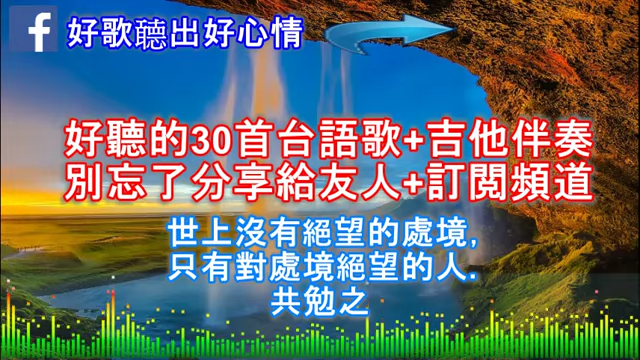 f 好歌聽出好心情
好聽的30首台語歌+吉他伴奏
別忘了分享給友人+訂閱頻道
世上沒有絕望的處境,
只有對處境絕望的人.
共勉之